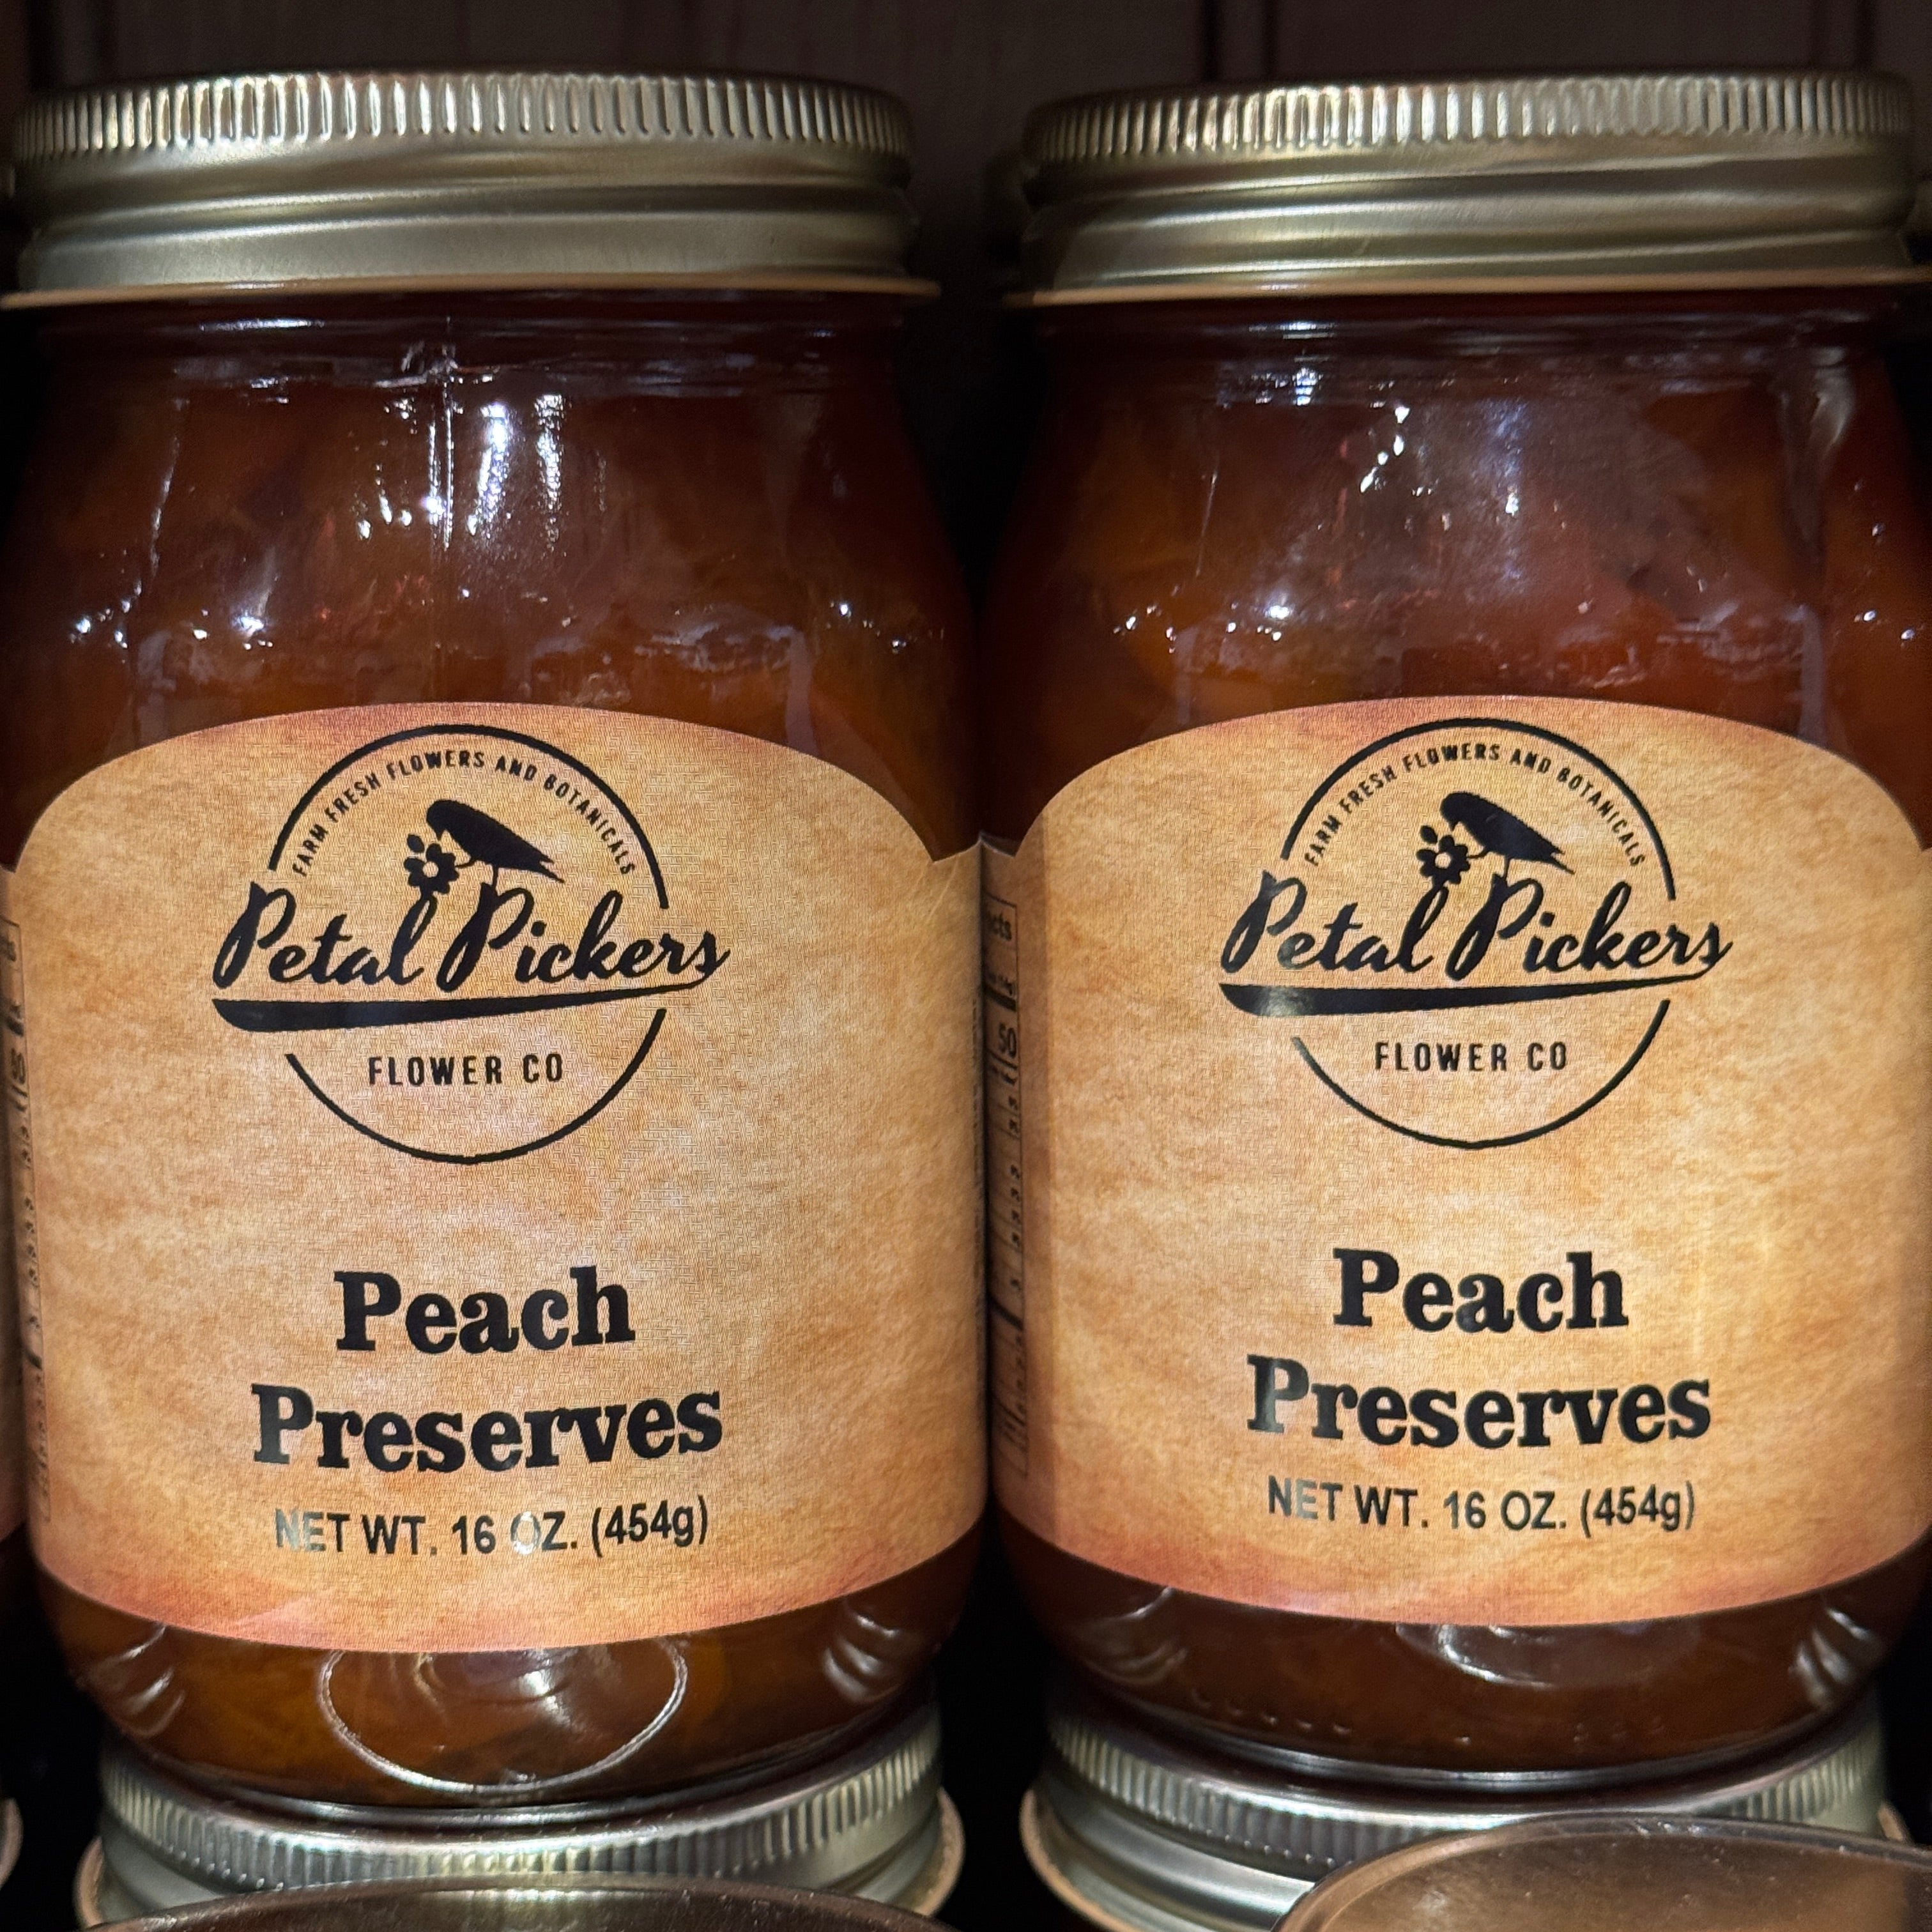 FARM FRESH FLOWERS AND BOTANICALS
Petal Pickers
FLOWER CO
Peach
Preserves
NET WT. 16 OZ. (454g)
FARM FRESH FLOWERS AND BOTANICALS
Petal Pickers
FLOWER CO
Peach
Preserves
NET WT. 16 OZ. (454g)
50